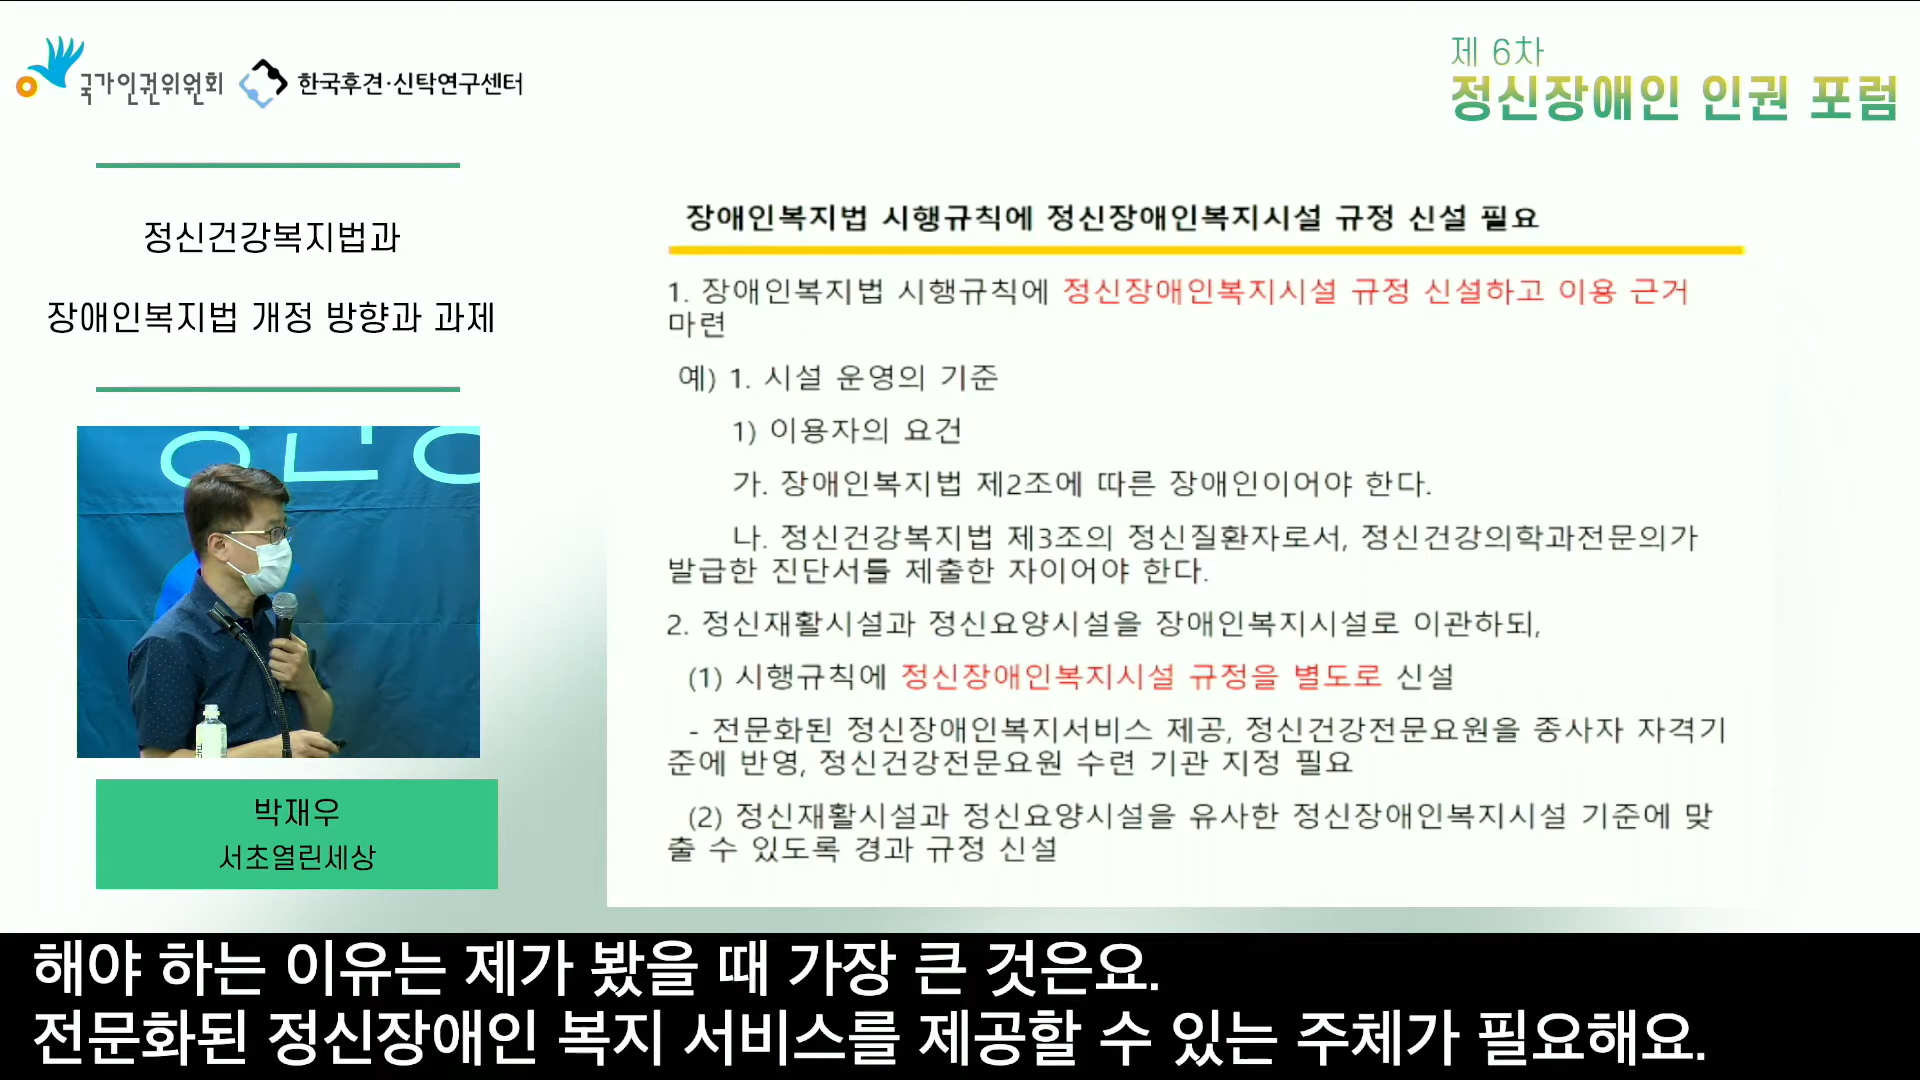 국가인권위원회
한국후견·신탁연구센터
제 6차
정신장애인 인권 포럼
정신건강복지법과
장애인복지법 개정 방향과 과제
박재우
서초열린세상
장애인복지법 시행규칙에 정신장애인복지시설 규정 신설 필요
1. 장애인복지법 시행규칙에 정신장애인복지시설 규정 신설하고 이용 근거
마련
예) 1. 시설 운영의 기준
1) 이용자의 요건
가. 장애인복지법 제2조에 따른 장애인이어야 한다.
나. 정신건강복지법 제3조의 정신질환자로서, 정신건강의학과전문의가
발급한 진단서를 제출한 자이어야 한다.
2. 정신재활시설과 정신요양시설을 장애인복지시설로 이관하되,
(1) 시행규칙에 정신장애인복지시설 규정을 별도로 신설
- 전문화된 정신장애인복지서비스 제공, 정신건강전문요원을 종사자 자격기
준에 반영, 정신건강전문요원 수련 기관 지정 필요
(2) 정신재활시설과 정신요양시설을 유사한 정신장애인복지시설 기준에 맞
출 수 있도록 경과 규정 신설
해야 하는 이유는 제가 봤을 때 가장 큰 것은요.
전문화된 정신장애인 복지 서비스를 제공할 수 있는 주체가 필요해요.